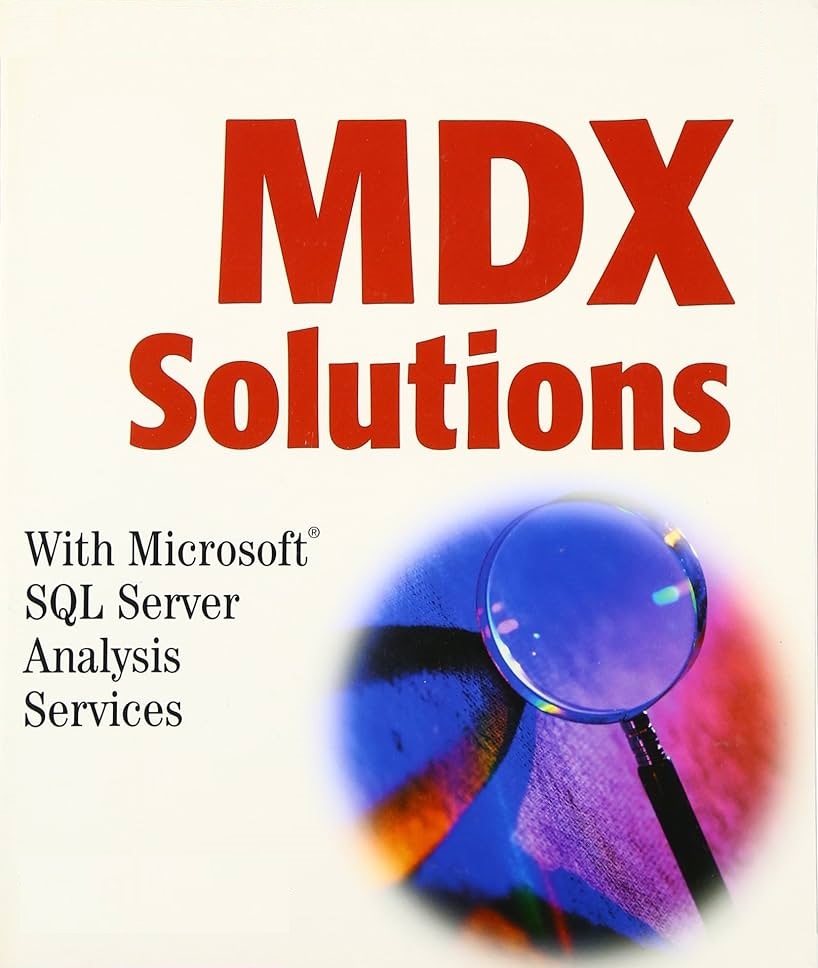 MDX
Solutions
With Microsoft®
SQL Server
Analysis
Services